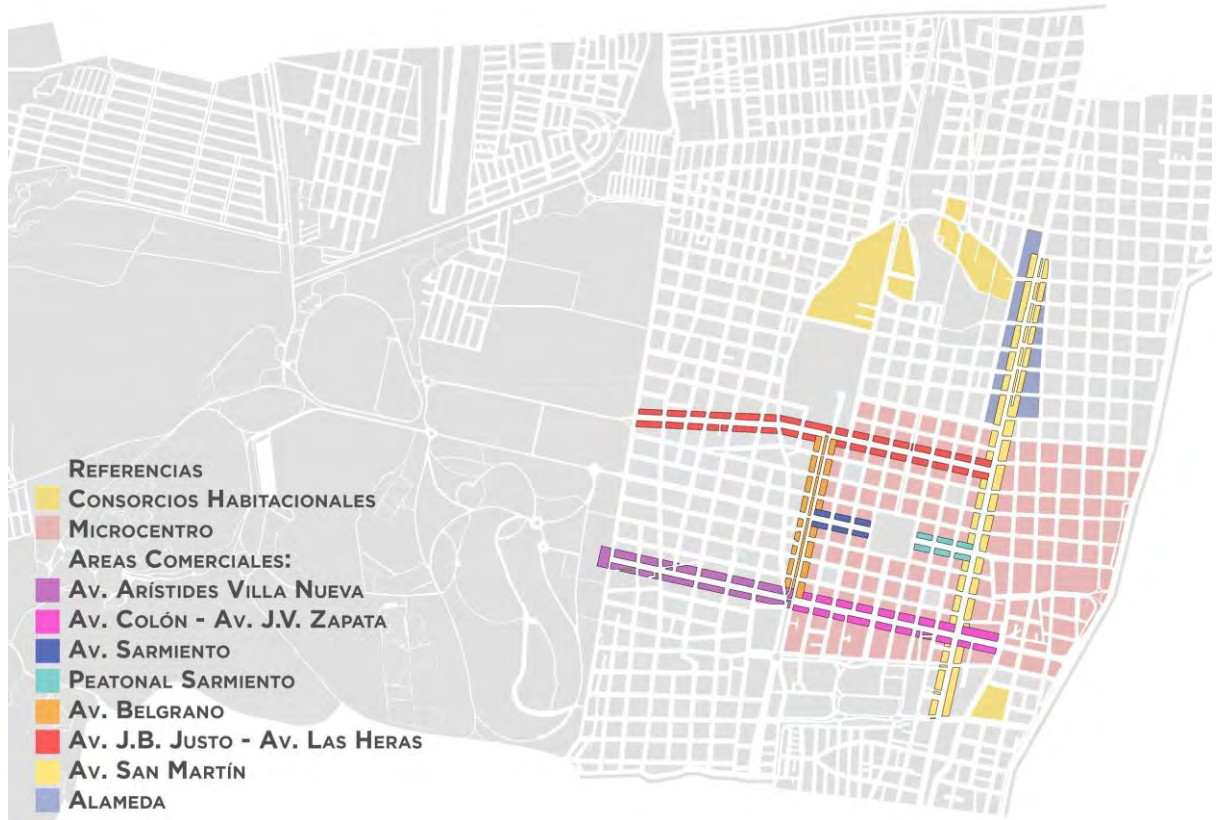 REFERENCIAS
CONSORCIOS HABITACIONALES
MICROCENTRO
AREAS COMERCIALES:
AV. ARÍSTIDES VILLA NUEVA
AV. COLÓN - AV. J.V. ZAPATA
AV. SARMIENTO
PEATONAL SARMIENTO
AV. BELGRANO
AV. J.B. JUSTO - AV. LAS HERAS
AV. SAN MARTÍN
ALAMEDA